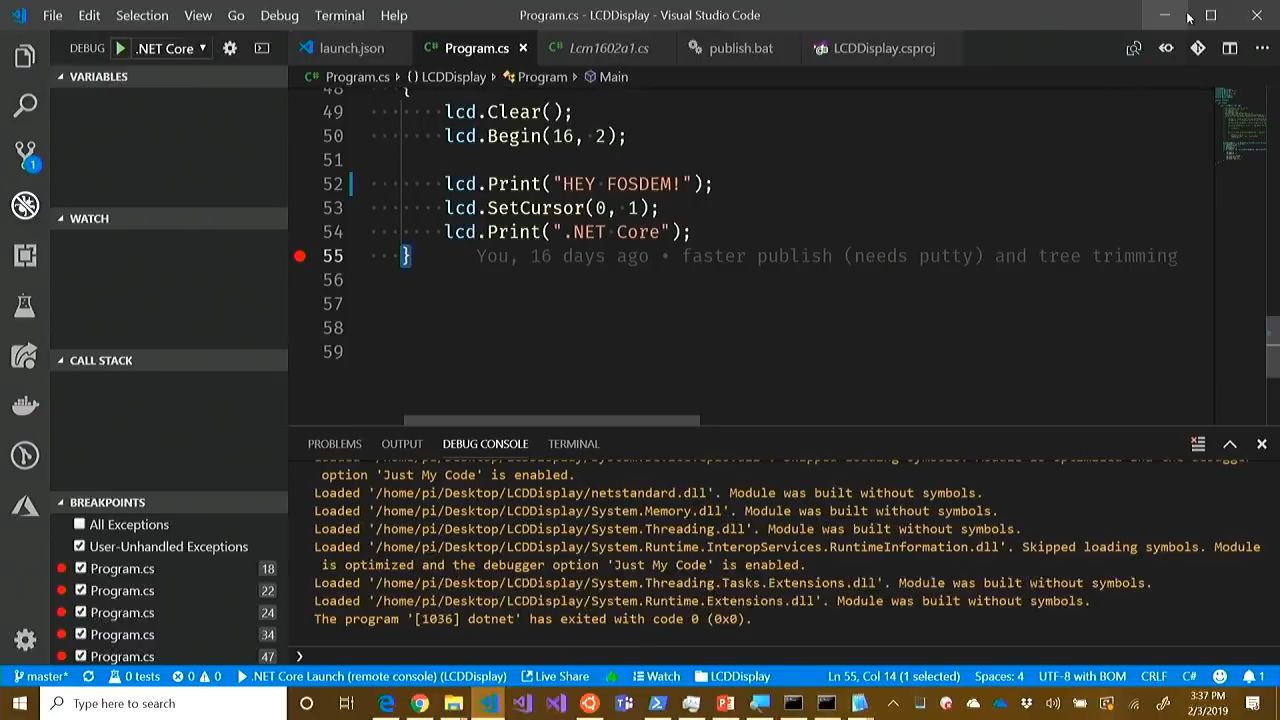 File Edit Selection View Go Debug Terminal Help Program.cs - LCDDisplay - Visual Studio Code
DEBUG .NET Core launch.json C# Program.cs C# Lcm1602a1.cs publish.bat LCDDisplay.csproj
VARIABLES
C# Program.cs {} LCDDisplay Program Main
48 {
49 lcd.Clear();
50 lcd.Begin(16, 2);
51
52 lcd.Print("HEY FOSDEM!");
53 lcd.SetCursor(0, 1);
54 lcd.Print(".NET Core");
55 } You, 16 days ago • faster publish (needs putty) and tree trimming
56
57
58
59
1
WATCH
CALL STACK
BREAKPOINTS
All Exceptions
User-Unhandled Exceptions
Program.cs 18
Program.cs 22
Program.cs 24
Program.cs 34
Program.cs 47
PROBLEMS OUTPUT DEBUG CONSOLE TERMINAL
option 'Just My Code' is enabled.
Loaded '/home/pi/Desktop/LCDDisplay/netstandard.dll'. Module was built without symbols.
Loaded '/home/pi/Desktop/LCDDisplay/System.Memory.dll'. Module was built without symbols.
Loaded '/home/pi/Desktop/LCDDisplay/System.Threading.dll'. Module was built without symbols.
Loaded '/home/pi/Desktop/LCDDisplay/System.Runtime.InteropServices.RuntimeInformation.dll'. Skipped loading symbols. Module
is optimized and the debugger option 'Just My Code' is enabled.
Loaded '/home/pi/Desktop/LCDDisplay/System.Threading.Tasks.Extensions.dll'. Module was built without symbols.
Loaded '/home/pi/Desktop/LCDDisplay/System.Runtime.Extensions.dll'. Module was built without symbols.
The program '[1036] dotnet' has exited with code 0 (0x0).
master* 0 tests 0 0 .NET Core Launch (remote console) (LCDDisplay) Live Share Watch LCDDisplay Ln 55, Col 14 (1 selected) Spaces: 4 UTF-8 with BOM CRLF C# 1
Type here to search 3:37 PM
2/3/2019